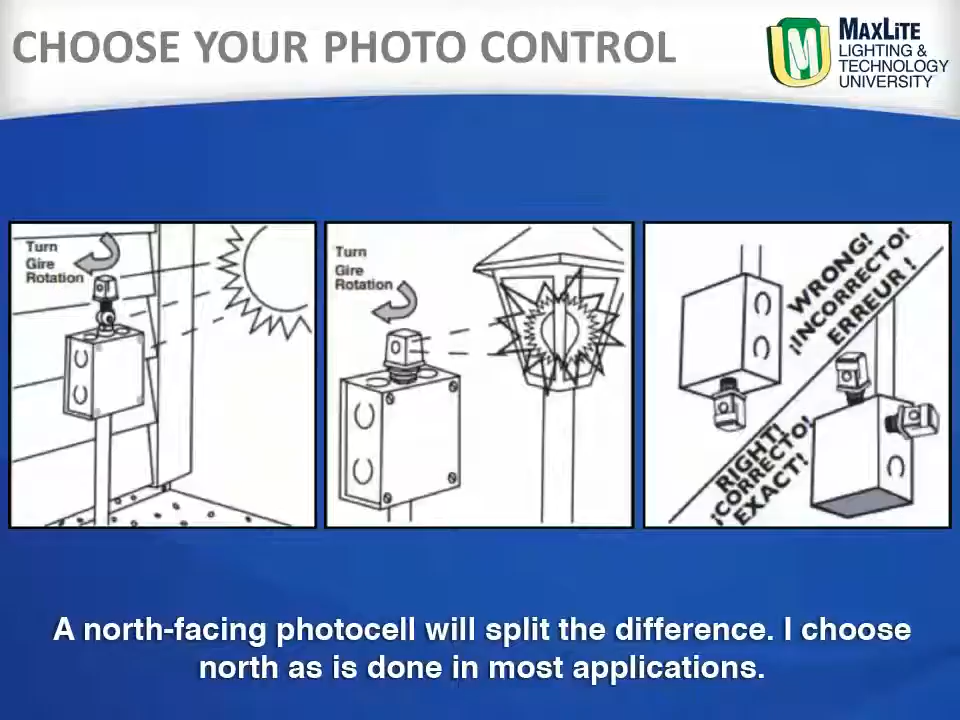 CHOOSE YOUR PHOTO CONTROL
MAXLITE
LIGHTING &
TECHNOLOGY
UNIVERSITY
Turn
Gire
Rotation
Turn
Gire
Rotation
WRONG!
¡INCORRECTO!
ERREUR !
RIGHT!
¡CORRECTO!
EXACT!
A north-facing photocell will split the difference. I choose
north as is done in most applications.